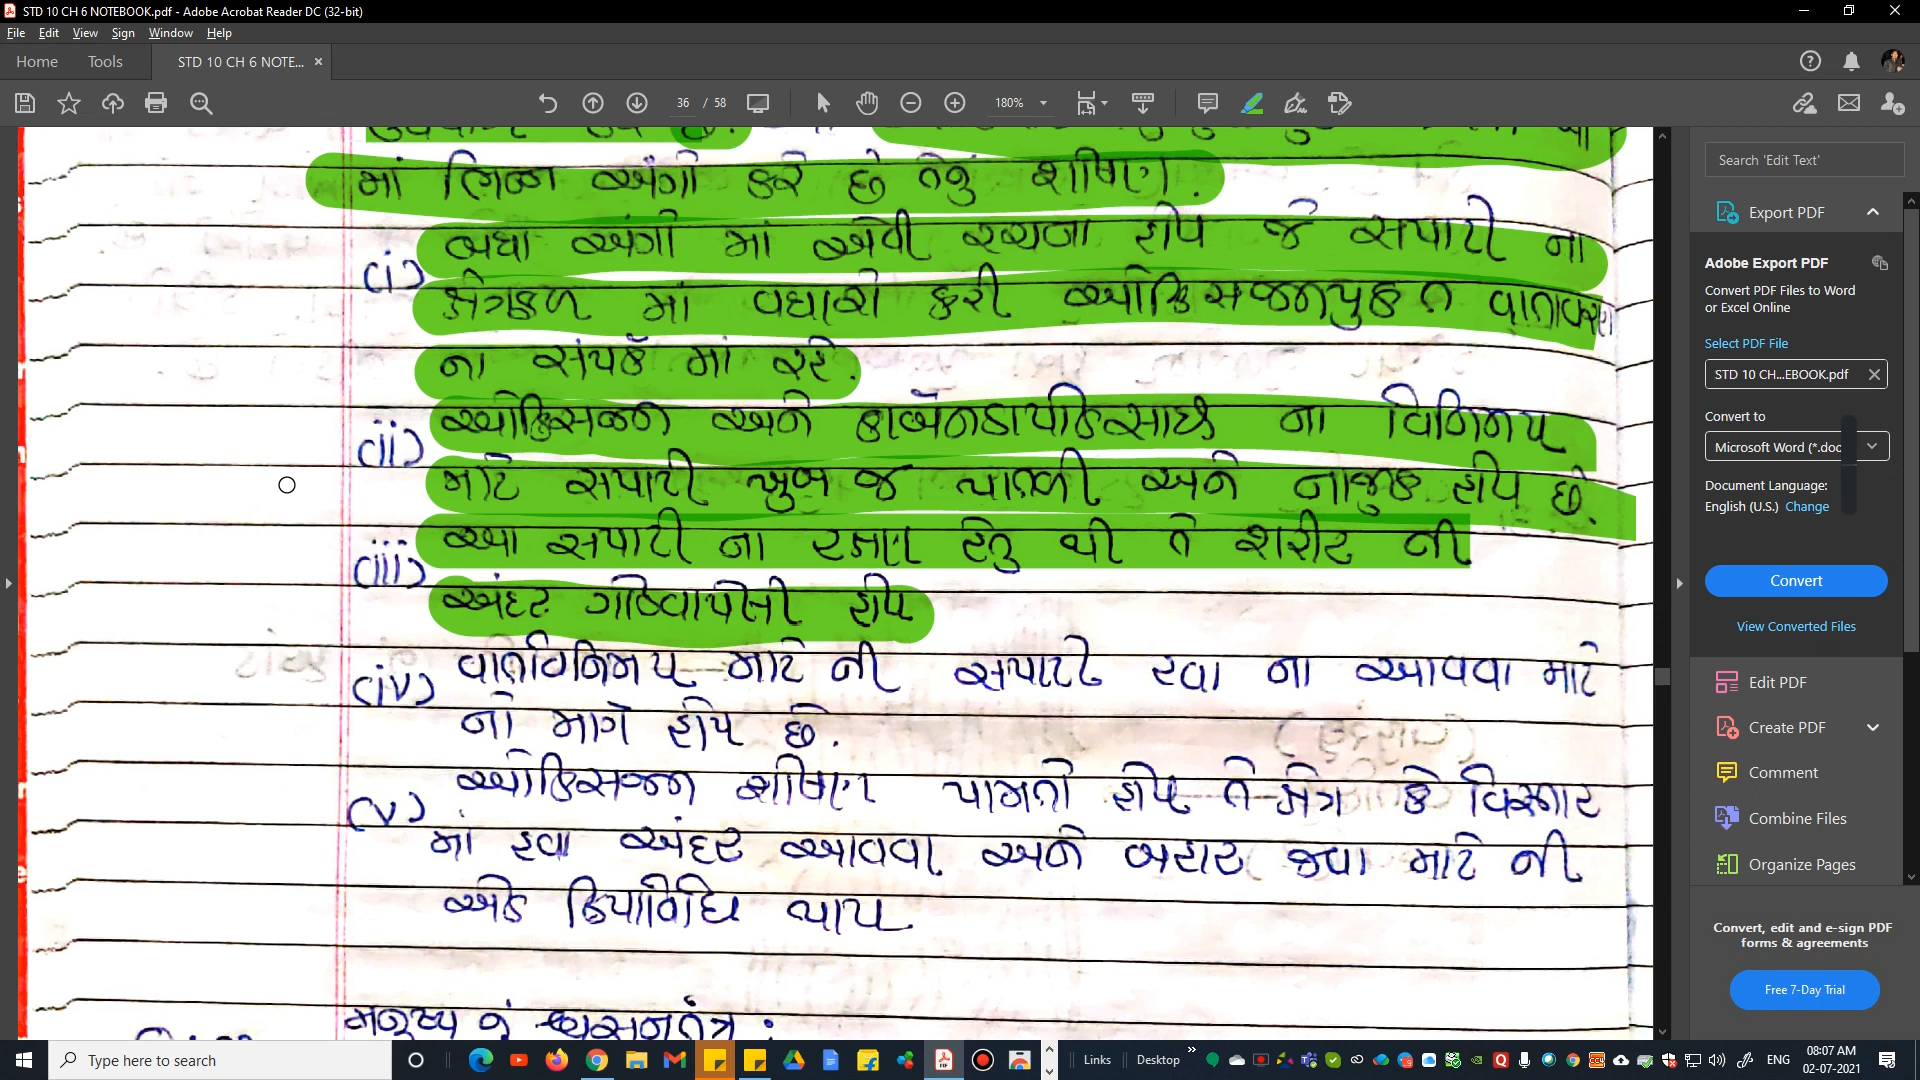 STD 10 CH 6 NOTEBOOK.pdf - Adobe Acrobat Reader DC (32-bit)
File Edit View Sign Window Help
Home Tools STD 10 CH 6 NOTE... ×
36 / 58 180%
માં ભિન્ન અંગો કરે છે તેનું શોષણ.
(i) બધા અંગો માં એવી રચના હોય જે સપાટી ના
ક્ષેત્રફળ માં વધારો કરી ઓક્સિજનયુક્ત વાતાવરણ
ના સંપર્ક માં રહે.
(ii) ઓક્સિજન અને કાર્બનડાયોક્સાઈડ ના વિનિમય
માટે સપાટી ખુબ જ પાતળી અને નાજુક હોય છે.
(iii) આ સપાટી ના રક્ષણ હેતુ થી તે શરીર ની
અંદર ગોઠવાયેલી હોય
(iv) વાતવિનિમય માટે ની સપાટી હવા ના આવવા માટે
નો માર્ગ હોય છે.
(v) ઓક્સિજન શોષણ પામતો હોય તે ક્ષેત્ર કે વિસ્તાર
માં હવા અંદર આવવા અને બહાર જવા માટે ની
એક ક્રિયાવિધિ થાય
મનુષ્ય નું શ્વસનતંત્ર :
Search 'Edit Text'
Export PDF
Adobe Export PDF
Convert PDF Files to Word
or Excel Online
Select PDF File
STD 10 CH...EBOOK.pdf
Convert to
Microsoft Word (*.doc
Document Language:
English (U.S.) Change
Convert
View Converted Files
Edit PDF
Create PDF
Comment
Combine Files
Organize Pages
Convert, edit and e-sign PDF
forms & agreements
Free 7-Day Trial
Type here to search
Links Desktop ENG 08:07 AM
02-07-2021